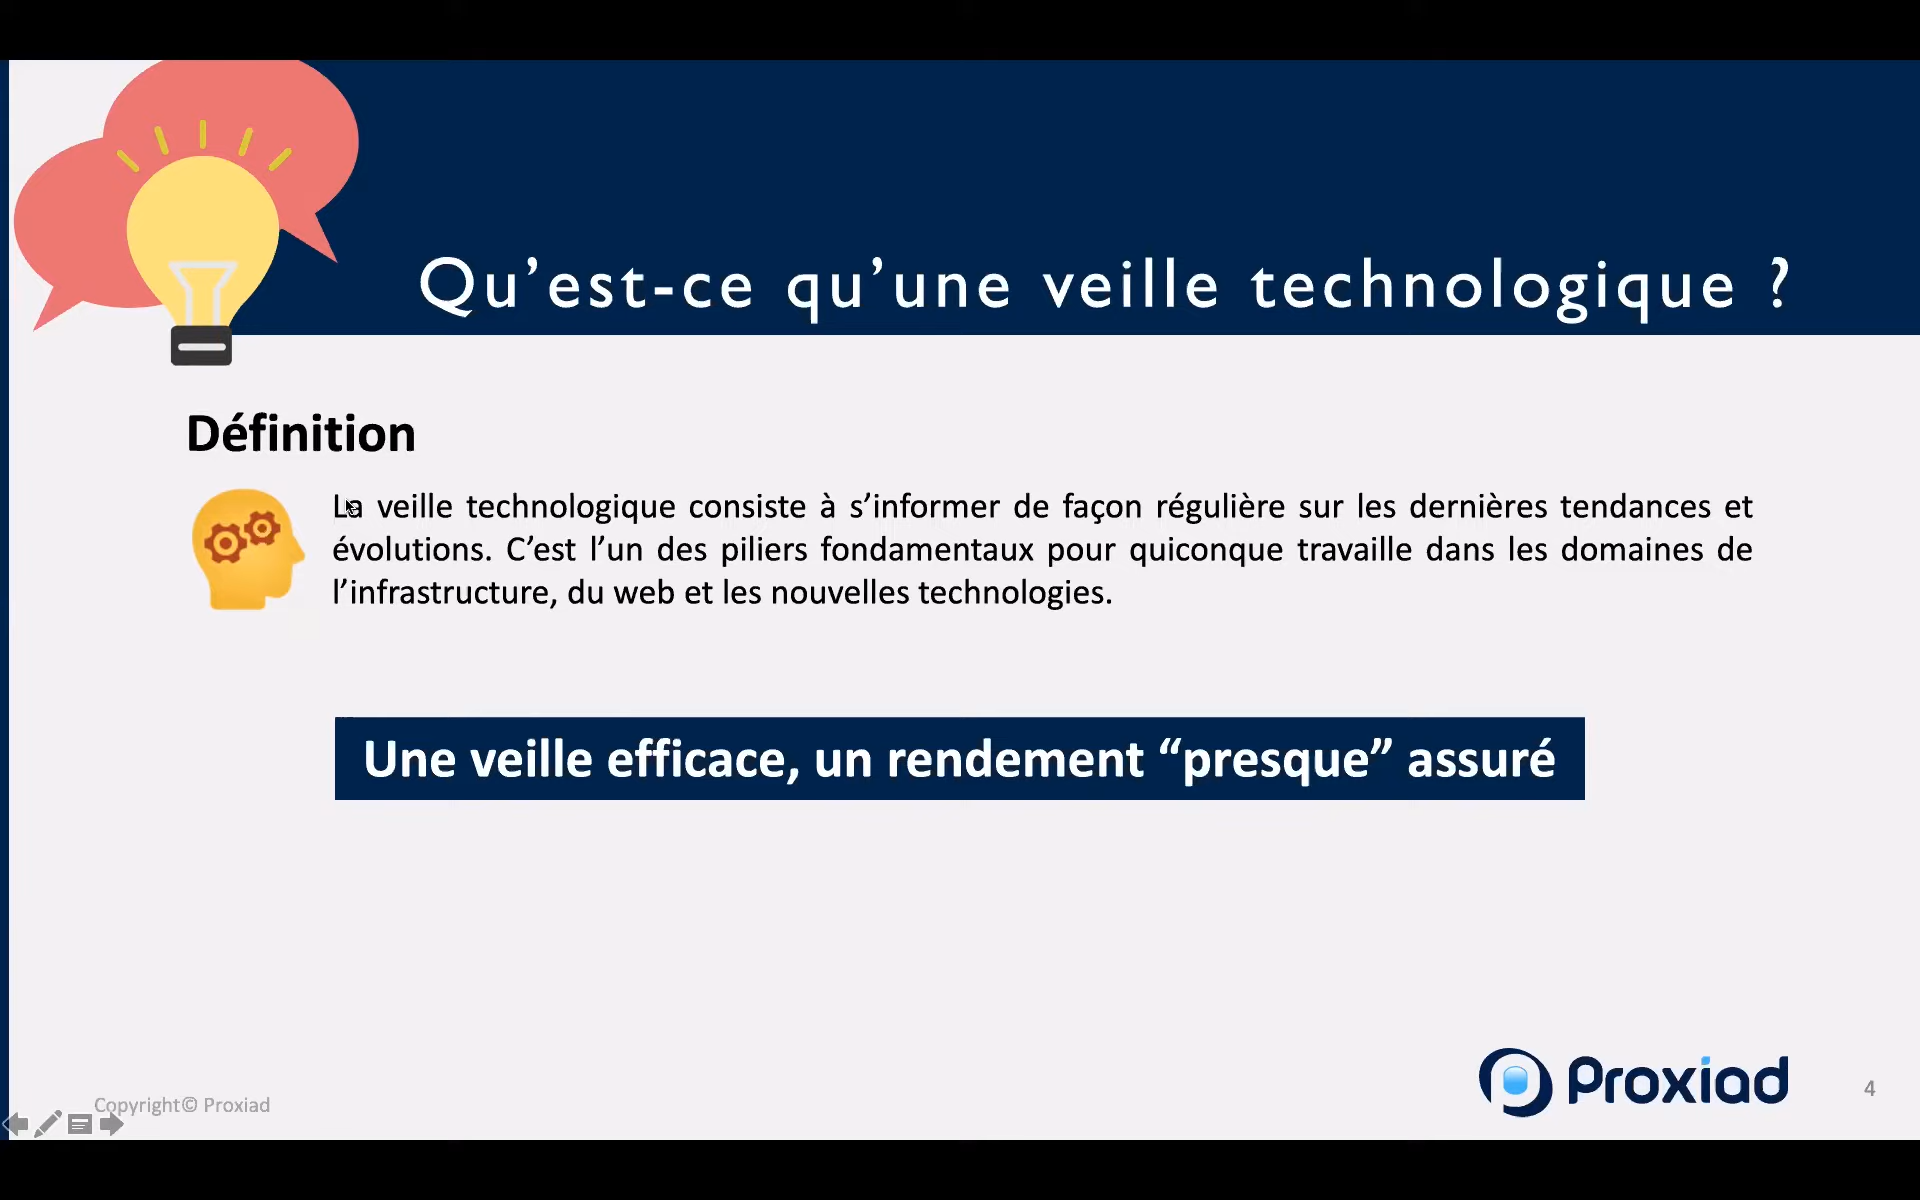 Qu’est-ce qu’une veille technologique ?
Définition
La veille technologique consiste à s’informer de façon régulière sur les dernières tendances et
évolutions. C’est l’un des piliers fondamentaux pour quiconque travaille dans les domaines de
l’infrastructure, du web et les nouvelles technologies.
Une veille efficace, un rendement “presque” assuré
Copyright© Proxiad
Proxiad
4